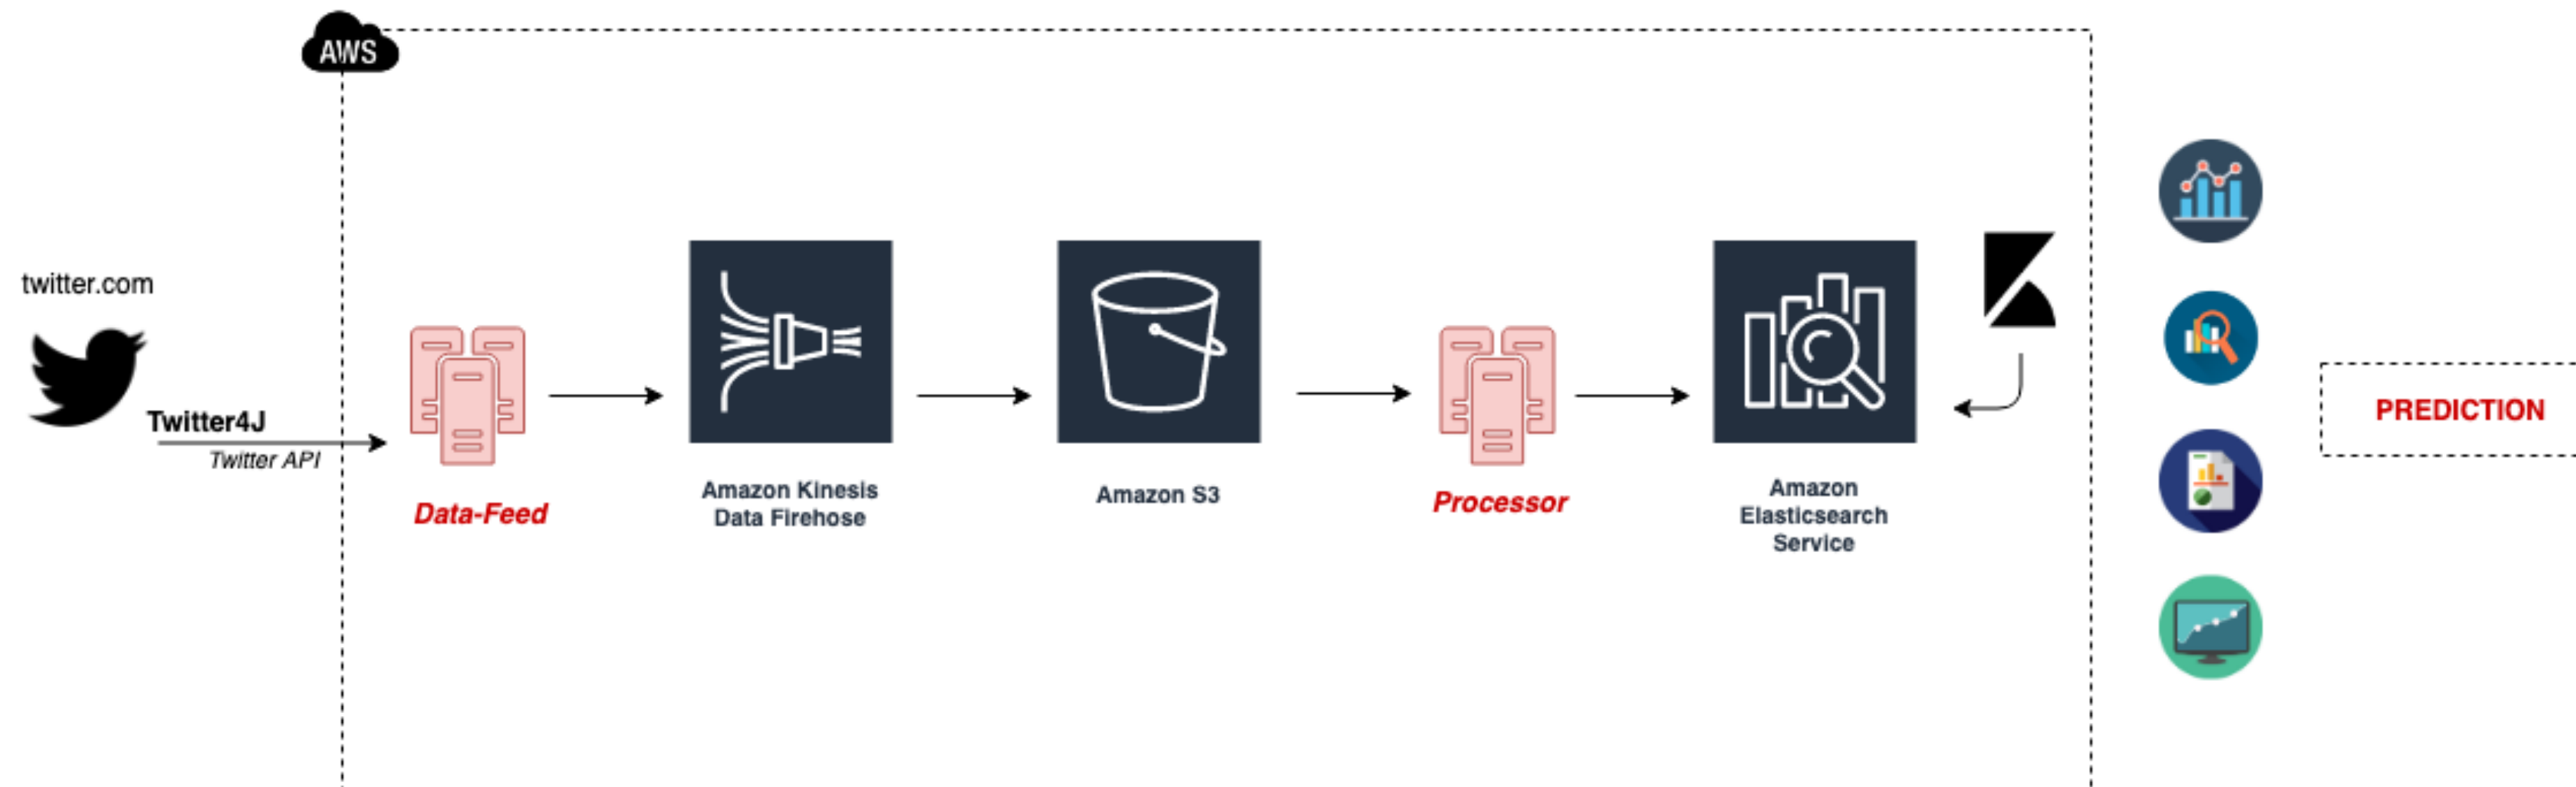 AWS
twitter.com
Twitter4J
Twitter API
Data-Feed
Amazon Kinesis
Data Firehose
Amazon S3
Processor
Amazon
Elasticsearch
Service
PREDICTION